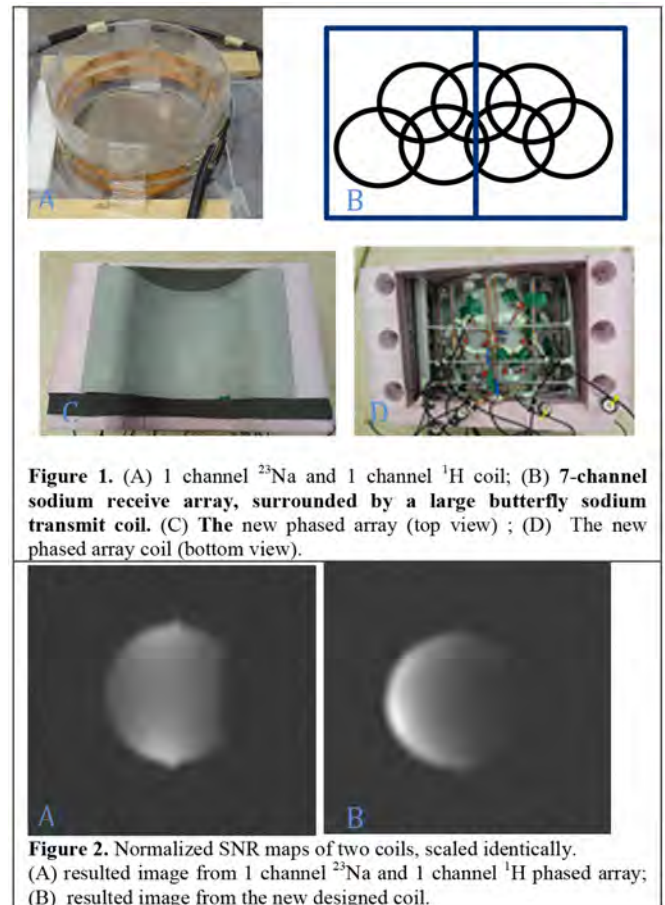 A
B
C
D
Figure 1. (A) 1 channel ²³Na and 1 channel ¹H coil; (B) 7-channel
sodium receive array, surrounded by a large butterfly sodium
transmit coil. (C) The new phased array (top view) ; (D) The new
phased array coil (bottom view).
A
B
Figure 2. Normalized SNR maps of two coils, scaled identically.
(A) resulted image from 1 channel ²³Na and 1 channel ¹H phased array;
(B) resulted image from the new designed coil.